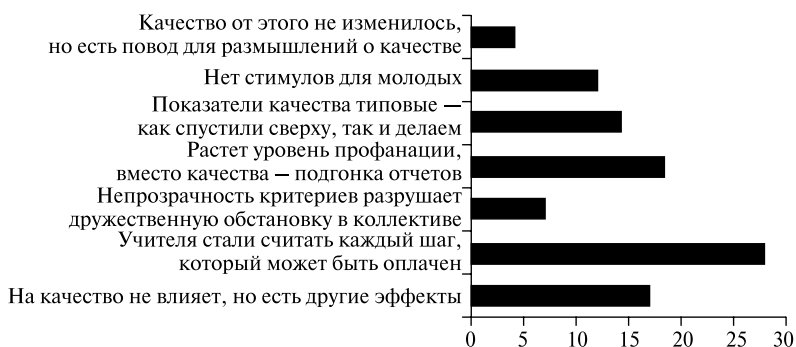 Качество от этого не изменилось,
но есть повод для размышлений о качестве
Нет стимулов для молодых
Показатели качества типовые —
как спустили сверху, так и делаем
Растет уровень профанации,
вместо качества – подгонка отчетов
Непрозрачность критериев разрушает
дружественную обстановку в коллективе
Учителя стали считать каждый шаг,
который может быть оплачен
На качество не влияет, но есть другие эффекты
0 5 10 15 20 25 30